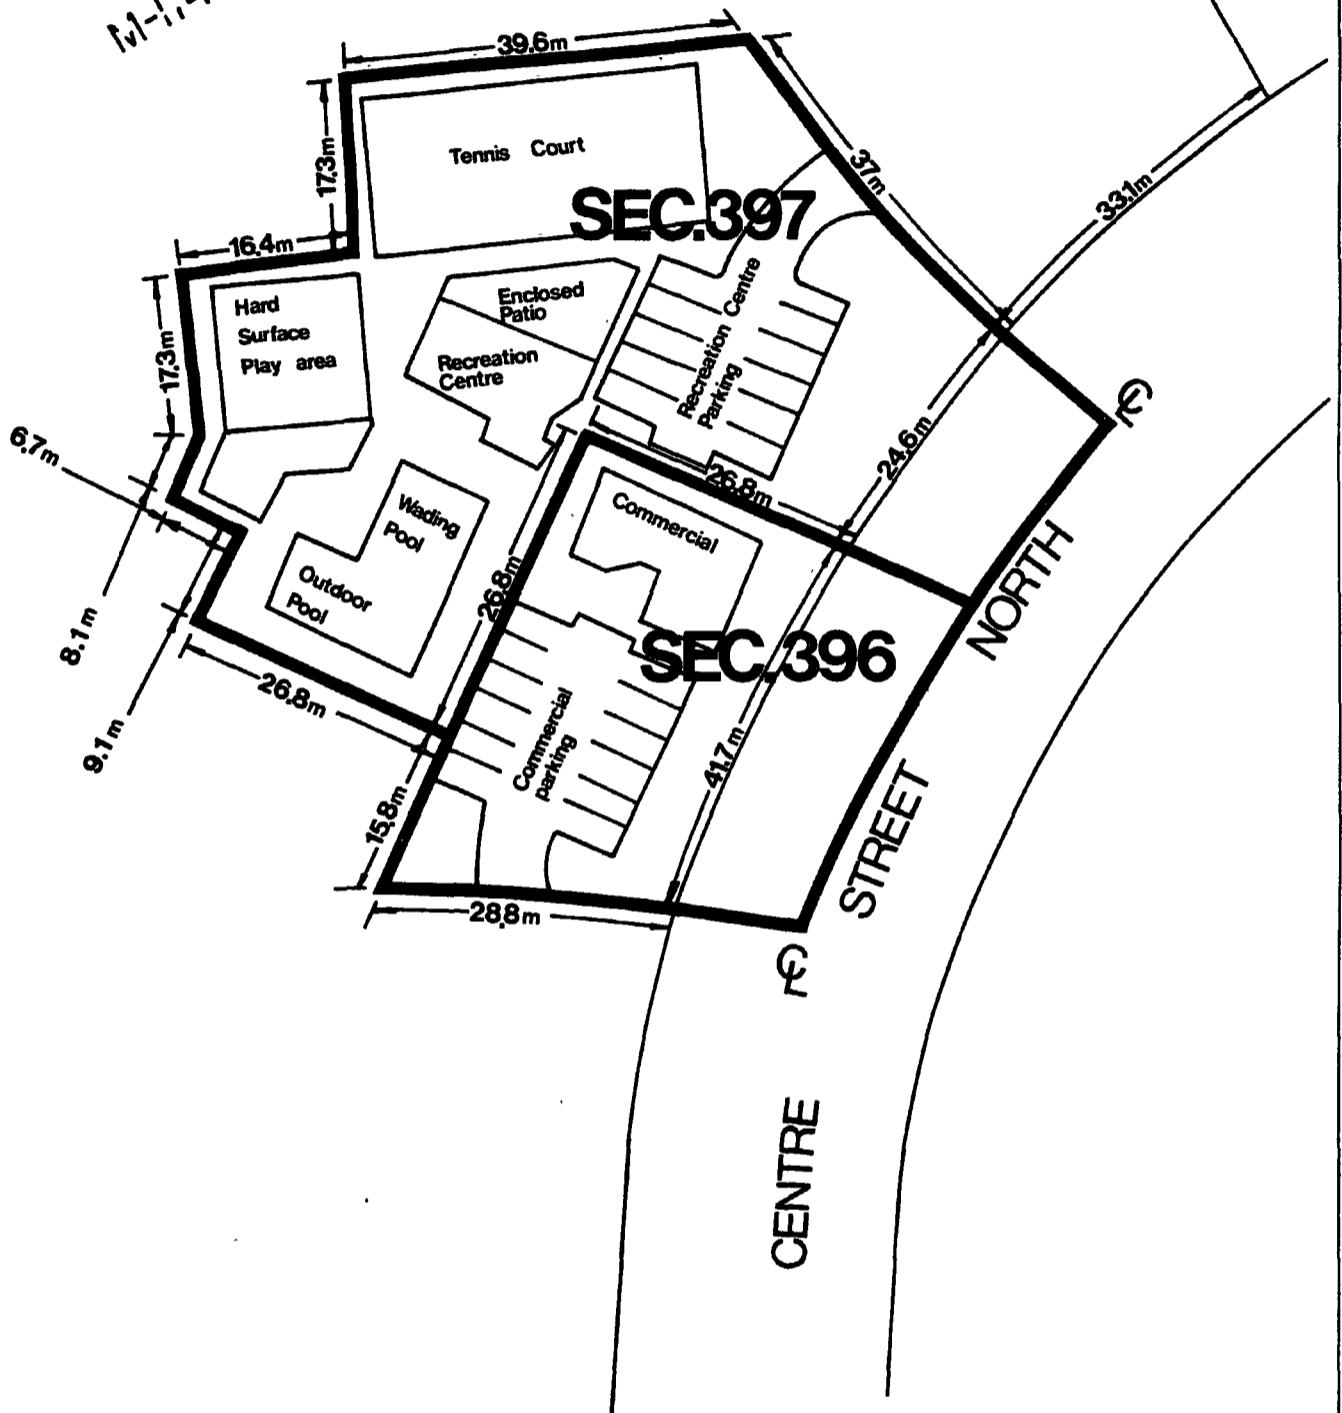 39.6m
17.3m
Tennis Court
37m
33.1m
SEC.397
16.4m
Hard
Surface
Play area
17.3m
Enclosed
Patio
Recreation
Centre
Recreation Centre
Parking
6.7m
24.6m
26.8m
Wading
Pool
Commercial
Outdoor
Pool
26.8m
8.1m
SEC.396
NORTH
26.8m
9.1m
Commercial
parking
41.7m
15.8m
STREET
28.8m
CENTRE